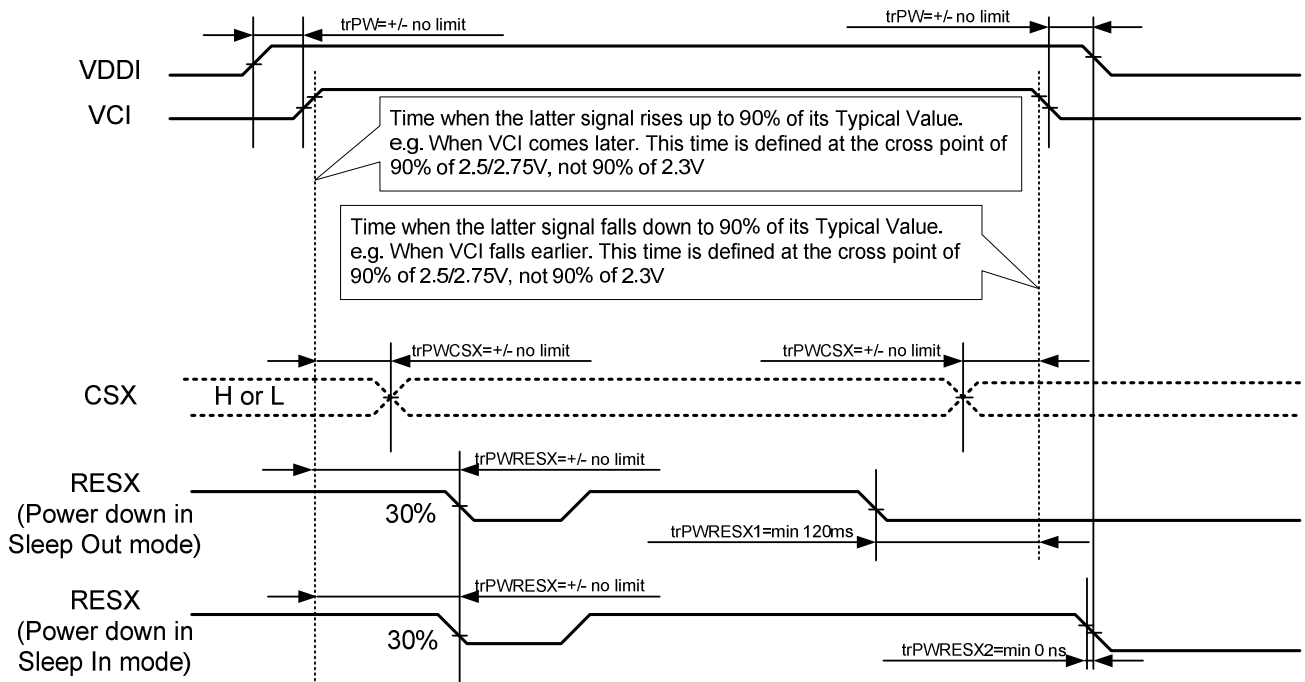 trPW=+/- no limit
trPW=+/- no limit
VDDI
VCI
Time when the latter signal rises up to 90% of its Typical Value.
e.g. When VCI comes later. This time is defined at the cross point of
90% of 2.5/2.75V, not 90% of 2.3V
Time when the latter signal falls down to 90% of its Typical Value.
e.g. When VCI falls earlier. This time is defined at the cross point of
90% of 2.5/2.75V, not 90% of 2.3V
trPWCSX=+/- no limit
trPWCSX=+/- no limit
CSX
H or L
trPWRESX=+/- no limit
RESX
(Power down in
Sleep Out mode)
30%
trPWRESX1=min 120ms
trPWRESX=+/- no limit
RESX
(Power down in
Sleep In mode)
30%
trPWRESX2=min 0 ns